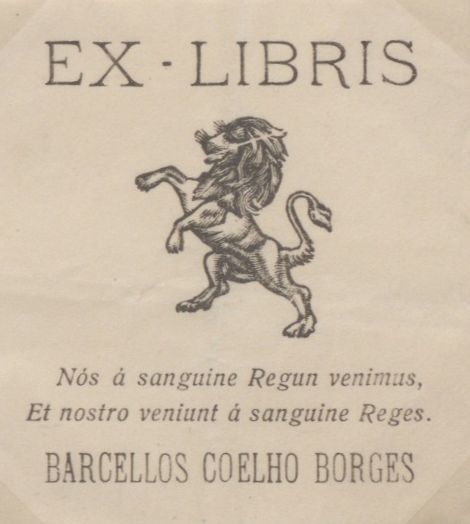 EX-LIBRIS
Nós á sanguine Regun venimus,
Et nostro veniunt á sanguine Reges.
BARCELLOS COELHO BORGES